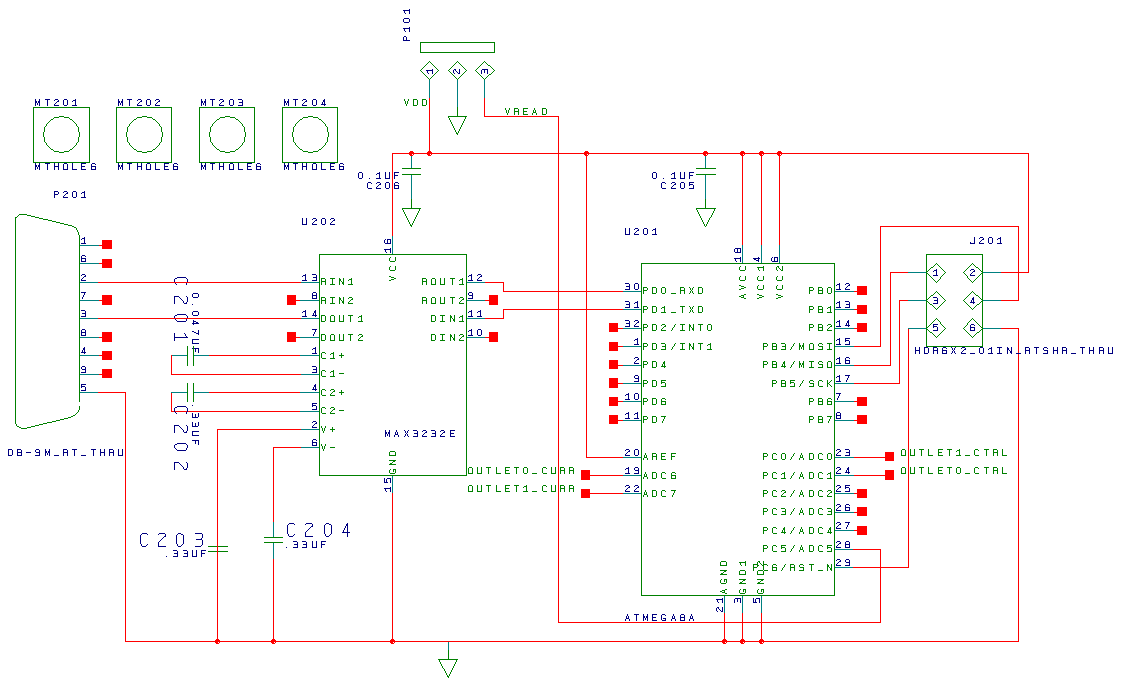 P101
1 2 3
VDD
VREAD
MT201 MT202 MT203 MT204
MTHOLE6 MTHOLE6 MTHOLE6 MTHOLE6
0.1UF
C206
0.1UF
C205
P201
1
6
2
7
3
8
4
9
5
DB-9M_RT_THRU
C201
0.047UF
C202
.33UF
C203
.33UF
C204
.33UF
U202
16
VCC
13 RIN1
8 RIN2
14 DOUT1
7 DOUT2
1 C1+
3 C1-
4 C2+
5 C2-
2 V+
6 V-
ROUT1 12
ROUT2 9
DIN1 11
DIN2 10
MAX3232E
GND
15
OUTLET0_CURR
OUTLET1_CURR
U201
18 4 6
AVCC VCC1 VCC2
30 PD0_RXD
31 PD1_TXD
32 PD2/INT0
1 PD3/INT1
2 PD4
9 PD5
10 PD6
11 PD7
20 AREF
19 ADC6
22 ADC7
PB0 12
PB1 13
PB2 14
PB3/MOSI 15
PB4/MISO 16
PB5/SCK 17
PB6 7
PB7 8
PC0/ADC0 23
PC1/ADC1 24
PC2/ADC2 25
PC3/ADC3 26
PC4/ADC4 27
PC5/ADC5 28
PC6/RST_N 29
AGND GND1 GND2
21 3 5
ATMEGA8A
OUTLET1_CTRL
OUTLET0_CTRL
J201
1 2
3 4
5 6
HDR6X2_01IN_RTSHR_THRU